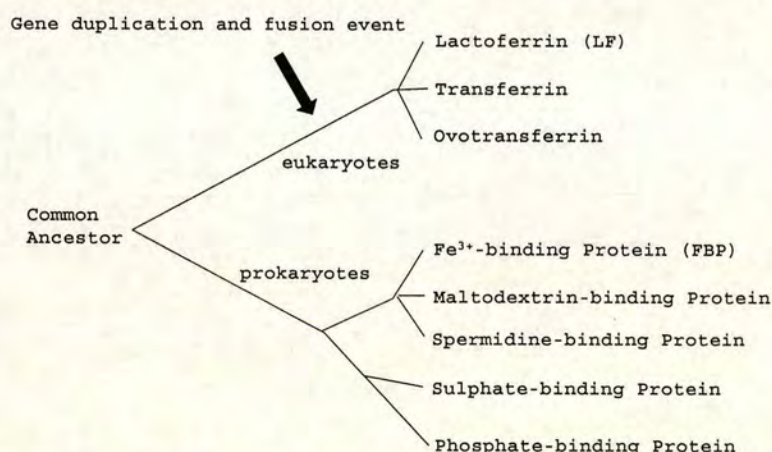 Gene duplication and fusion event
Lactoferrin (LF)
Transferrin
Ovotransferrin
eukaryotes
Common
Ancestor
prokaryotes
Fe³⁺-binding Protein (FBP)
Maltodextrin-binding Protein
Spermidine-binding Protein
Sulphate-binding Protein
Phosphate-binding Protein